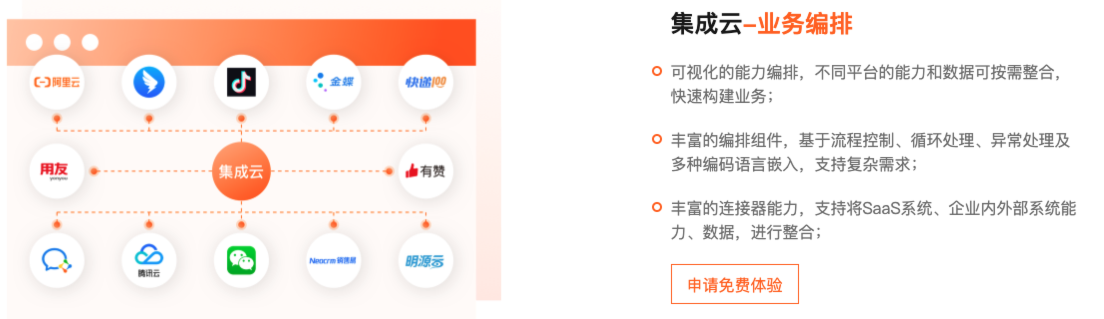 阿里云
金蝶
快递100
用友
yonyou
集成云
有赞
腾讯云
Neocrm 销售易
明源云
集成云-业务编排
可视化的能力编排，不同平台的能力和数据可按需整合，
快速构建业务；
丰富的编排组件，基于流程控制、循环处理、异常处理及
多种编码语言嵌入，支持复杂需求；
丰富的连接器能力，支持将SaaS系统、企业内外部系统能
力、数据，进行整合；
申请免费体验